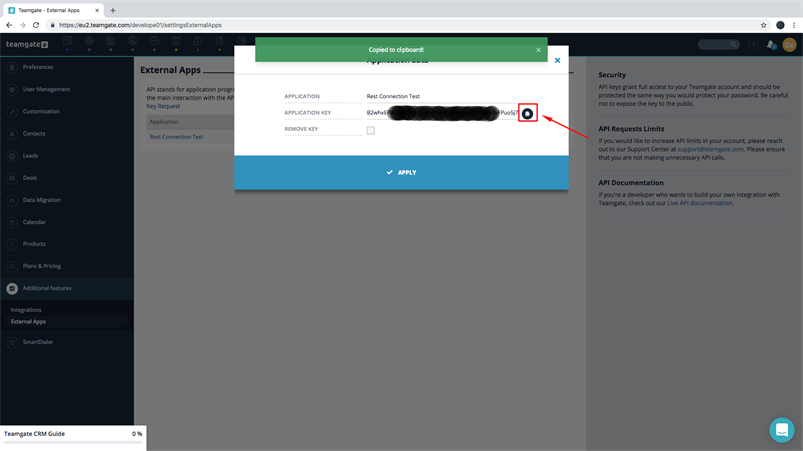 Teamgate - External Apps
https://eu2.teamgate.com/develope01/settingsExternalApps
teamgate
De
Copied to clipboard!
Preferences
User Management
Customization
Contacts
Leads
Deals
Data Migration
Calendar
Products
Plans & Pricing
Additional features
Integrations
External Apps
SmartDialer
External Apps
API stands for application
the main interaction with the API
Key Request
Application
Rest Connection Test
Application data
APPLICATION
Rest Connection Test
APPLICATION KEY
REMOVE KEY
APPLY
Security
API keys grant full access to your Teamgate account and should be
protected the same way you would protect your password. Be careful
not to expose the key to the public.
API Requests Limits
If you would like to increase API limits in your account, please reach
out to our Support Center at support@teamgate.com. Please ensure
that you are not making unnecessary API calls.
API Documentation
If you're a developer who wants to build your own integration with
Teamgate, check out our Live API documentation.
Teamgate CRM Guide
0 %